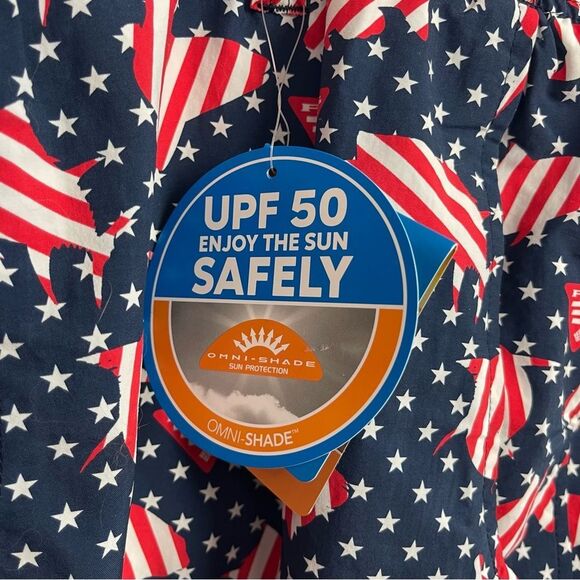 UPF 50
ENJOY THE SUN
SAFELY
OMNI-SHADE
SUN PROTECTION
OMNI-SHADE™